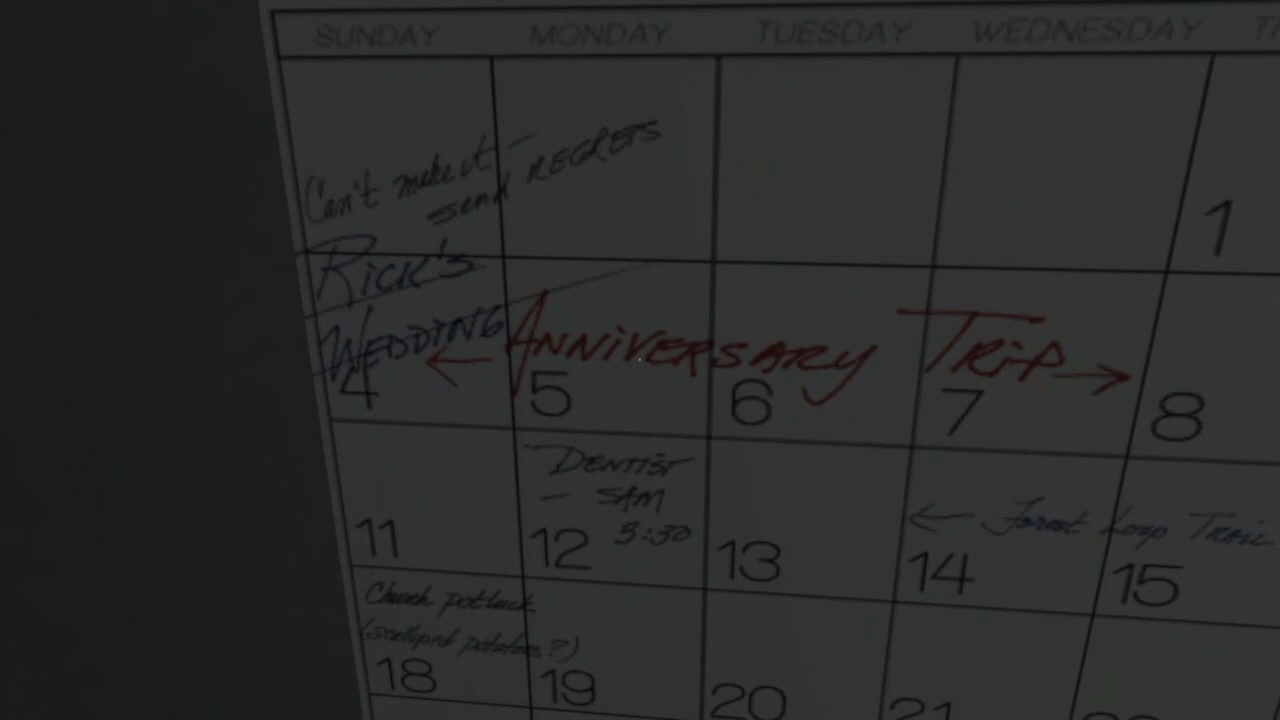 SUNDAY MONDAY TUESDAY WEDNESDAY
Can't make it -
send REGRETS
1
RICK'S
WEDDING
← ANNIVERSARY TRIP →
4 5 6 7 8
DENTIST
- SAM
3:30
← Forest Loop TRAIL
11 12 13 14 15
Church potluck
(scalloped potatoes?)
18 19 20 21